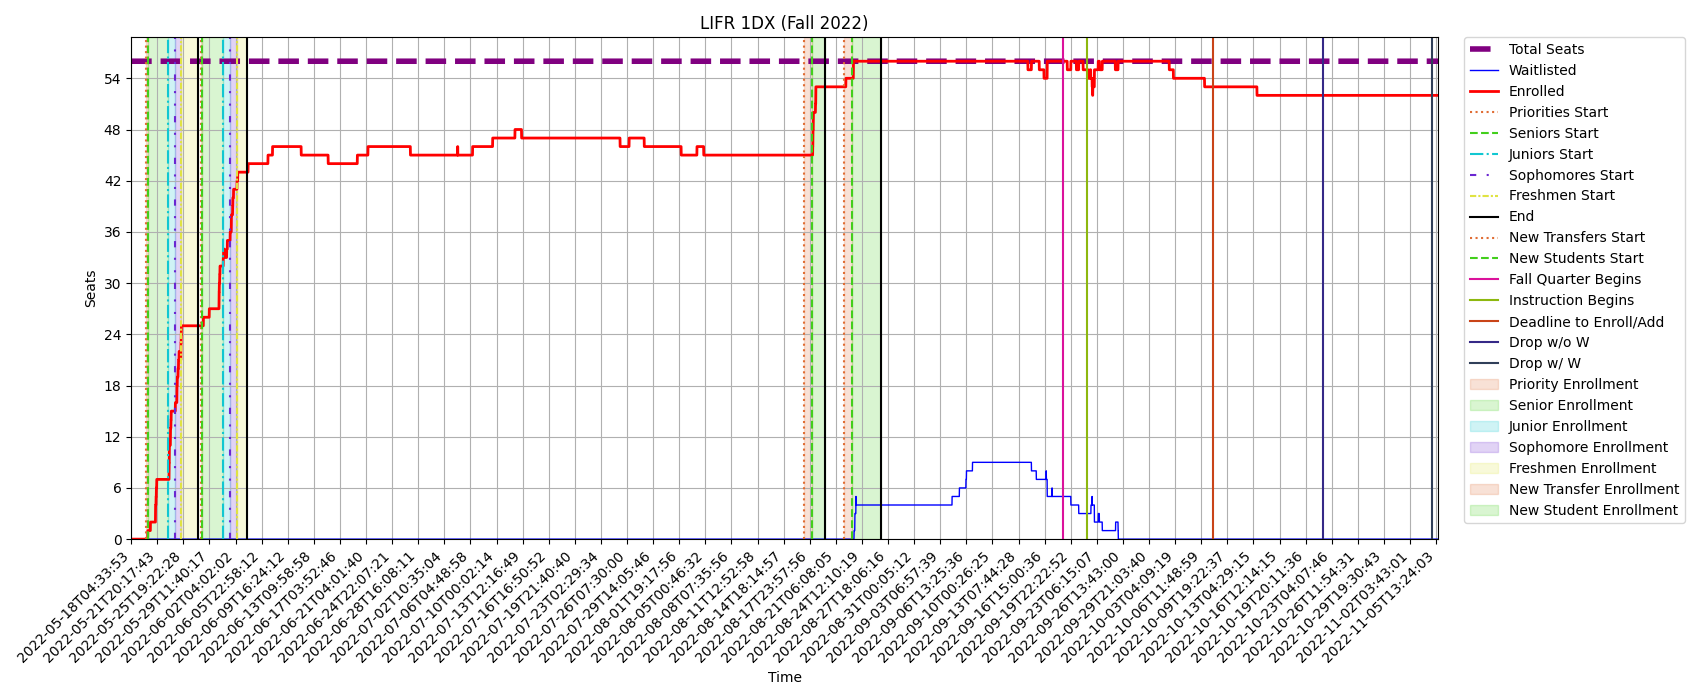 LIFR 1DX (Fall 2022)
Seats
54
48
42
36
30
24
18
12
6
0
2022-05-18T04:33:53
2022-05-21T20:17:43
2022-05-25T19:22:28
2022-05-29T11:40:17
2022-06-02T04:02:02
2022-06-05T22:58:12
2022-06-09T16:24:12
2022-06-13T09:58:58
2022-06-17T03:52:46
2022-06-21T04:01:40
2022-06-24T22:07:21
2022-06-28T16:08:11
2022-07-02T10:35:04
2022-07-06T04:48:58
2022-07-10T00:02:14
2022-07-13T12:16:49
2022-07-16T16:50:52
2022-07-19T21:40:40
2022-07-23T02:29:34
2022-07-26T07:30:00
2022-07-29T14:05:46
2022-08-01T19:17:56
2022-08-05T00:46:32
2022-08-08T07:35:56
2022-08-11T12:52:58
2022-08-14T18:14:57
2022-08-17T23:57:56
2022-08-21T06:08:05
2022-08-24T12:10:19
2022-08-27T18:06:16
2022-08-31T00:05:12
2022-09-03T06:57:39
2022-09-06T13:25:36
2022-09-10T00:26:25
2022-09-13T07:44:28
2022-09-16T15:00:36
2022-09-19T22:22:52
2022-09-23T06:15:07
2022-09-26T13:43:00
2022-09-29T21:03:40
2022-10-03T04:09:19
2022-10-06T11:48:59
2022-10-09T19:22:37
2022-10-13T04:29:15
2022-10-16T12:14:15
2022-10-19T20:11:36
2022-10-23T04:07:46
2022-10-26T11:54:31
2022-10-29T19:30:43
2022-11-02T03:43:01
2022-11-05T13:24:03
Time
Total Seats
Waitlisted
Enrolled
Priorities Start
Seniors Start
Juniors Start
Sophomores Start
Freshmen Start
End
New Transfers Start
New Students Start
Fall Quarter Begins
Instruction Begins
Deadline to Enroll/Add
Drop w/o W
Drop w/ W
Priority Enrollment
Senior Enrollment
Junior Enrollment
Sophomore Enrollment
Freshmen Enrollment
New Transfer Enrollment
New Student Enrollment